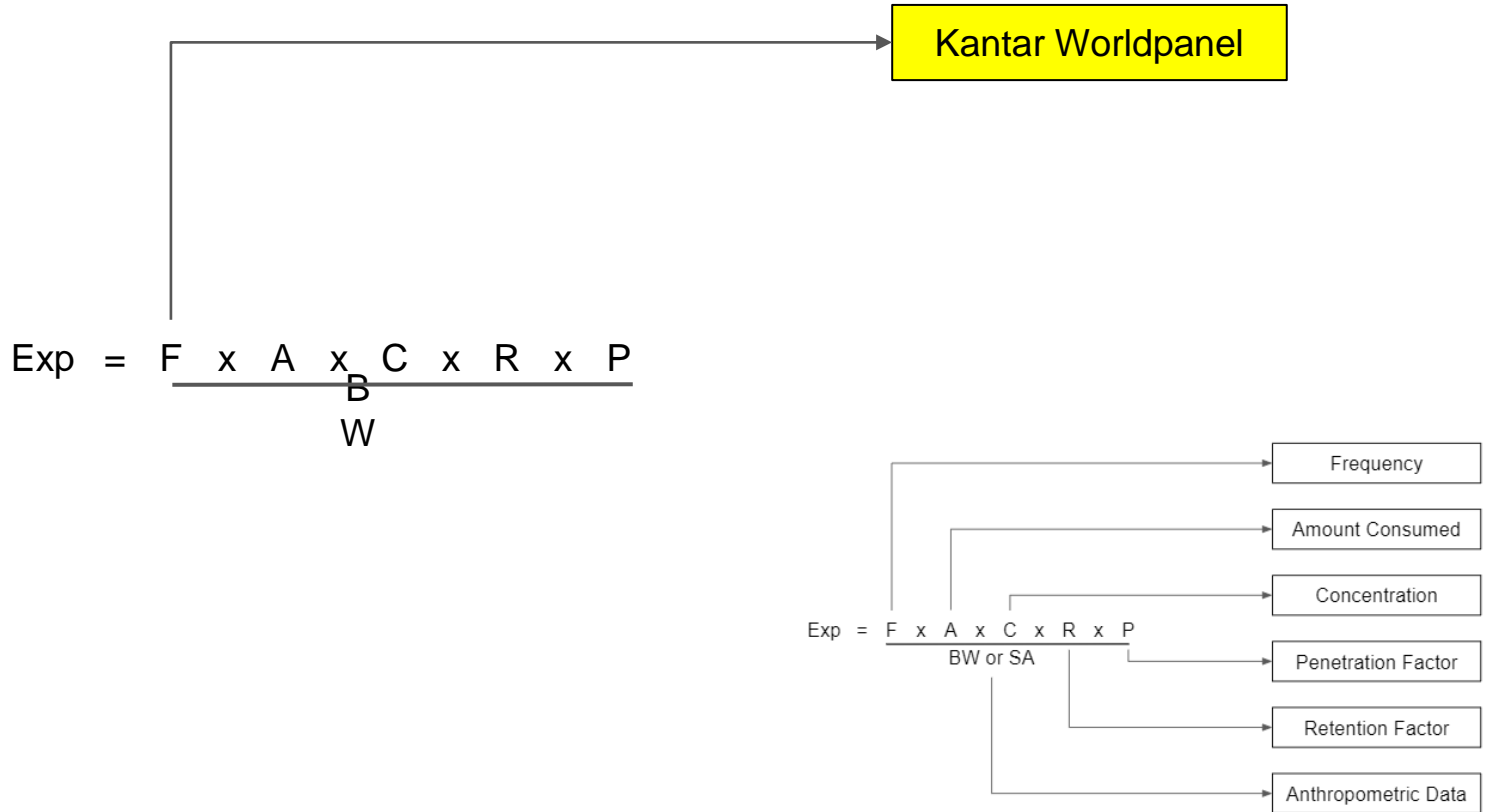 Kantar Worldpanel
Exp = F x A x C x R x P
B
W
Frequency
Amount Consumed
Concentration
Exp = F x A x C x R x P
BW or SA
Penetration Factor
Retention Factor
Anthropometric Data